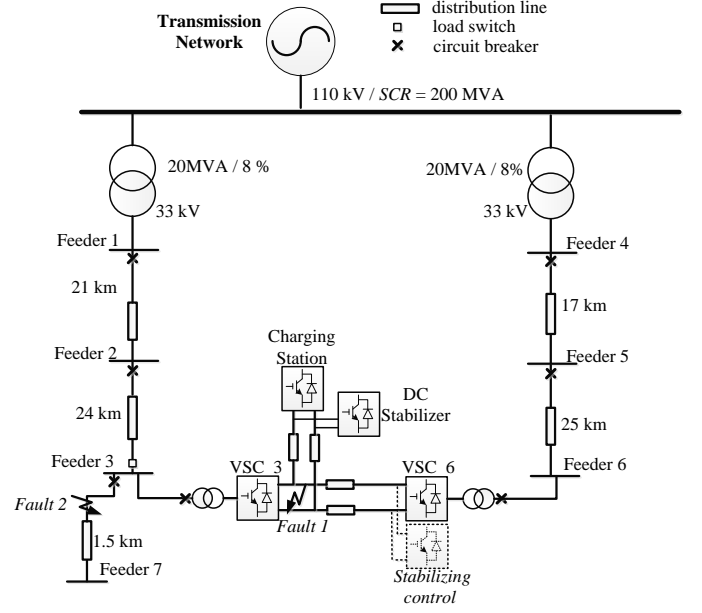 Transmission
Network
distribution line
load switch
circuit breaker
110 kV / SCR = 200 MVA
20MVA / 8 %
33 kV
20MVA / 8%
33 kV
Feeder 1
Feeder 4
21 km
17 km
Feeder 2
Feeder 5
Charging
Station
DC
Stabilizer
24 km
25 km
Feeder 3
Feeder 6
VSC 3
VSC 6
Fault 2
Fault 1
1.5 km
Feeder 7
Stabilizing
control